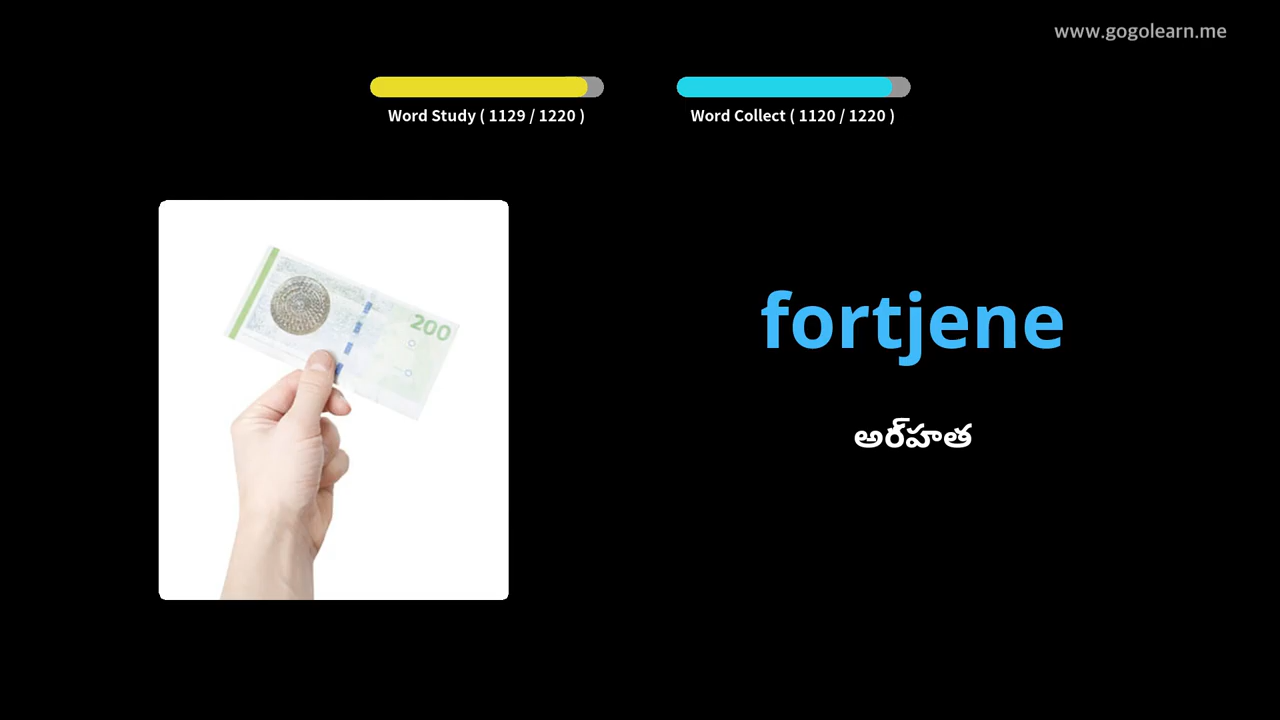 www.gogolearn.me
Word Study ( 1129 / 1220 )
Word Collect ( 1120 / 1220 )
200
fortjene
అర్‌హత